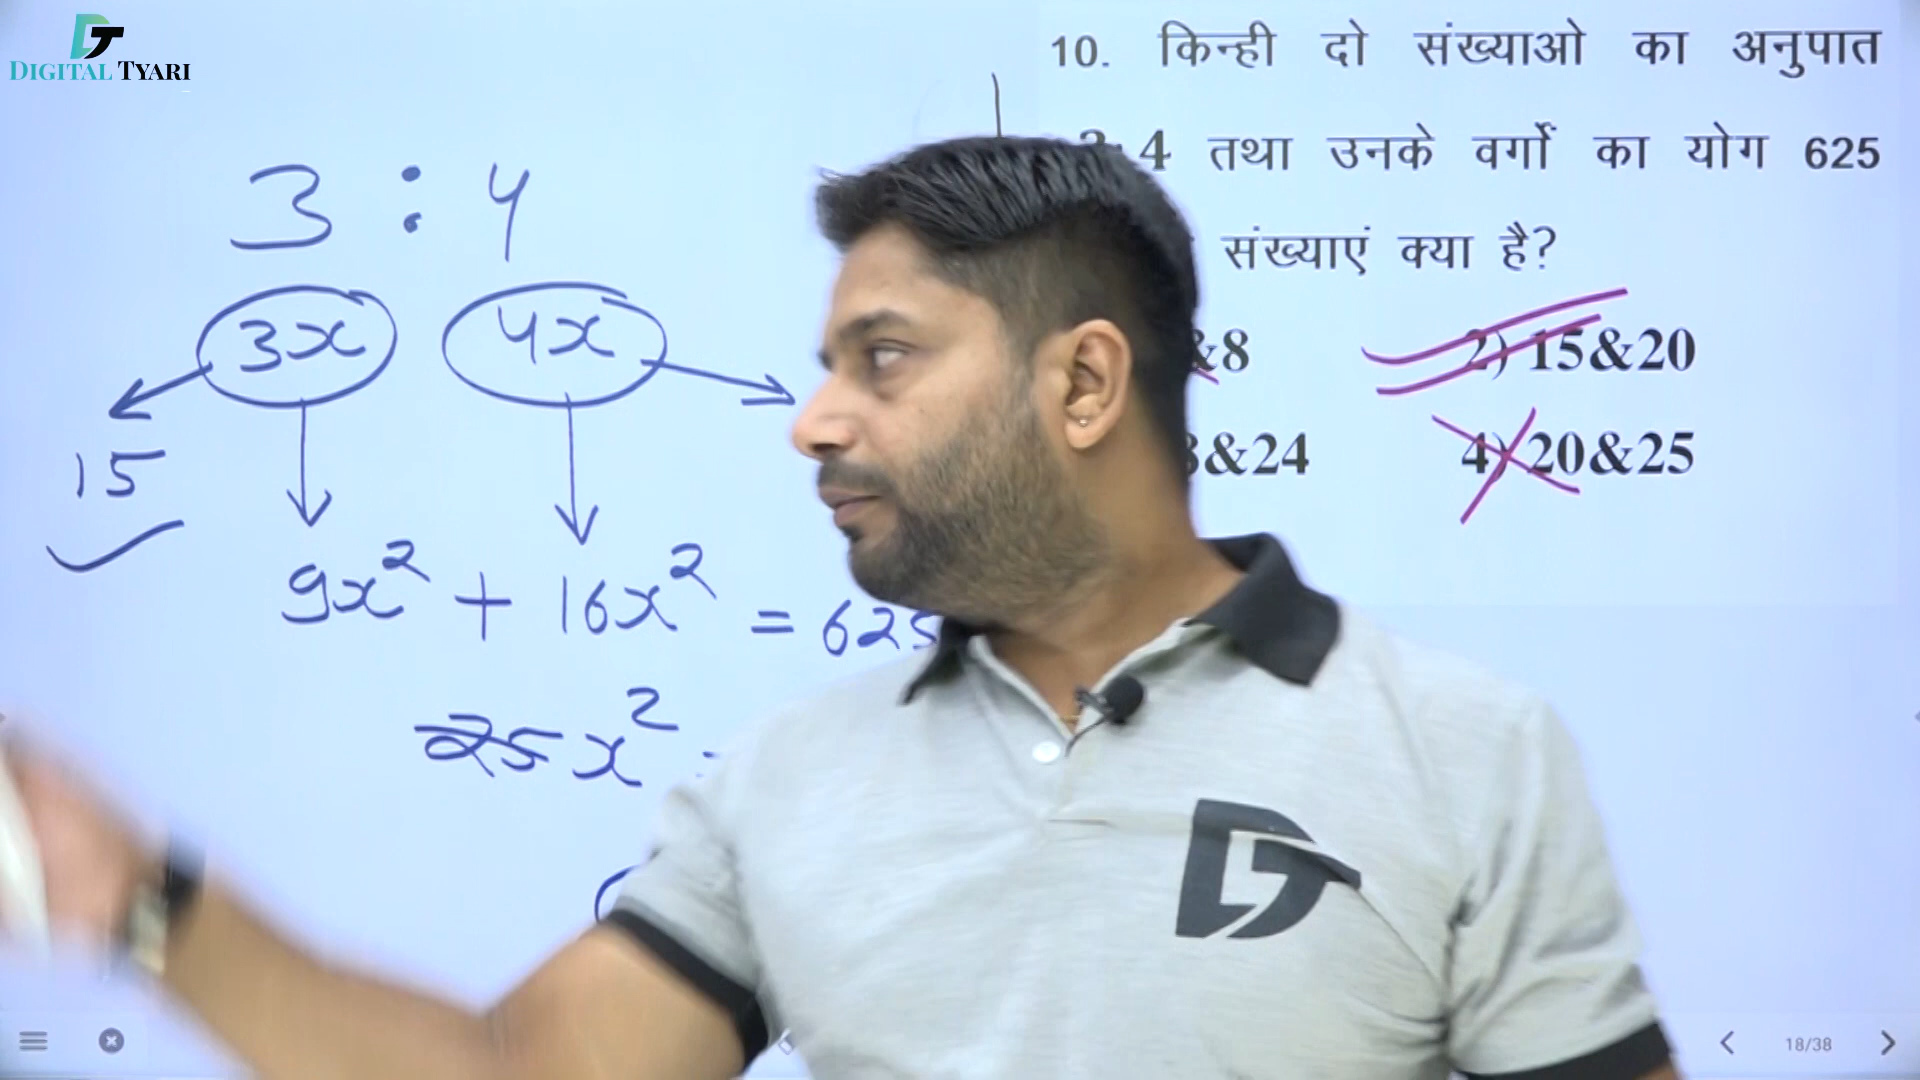 DIGITAL TYARI
10. किन्ही दो संख्याओ का अनुपात
3:4 तथा उनके वर्गों का योग 625
संख्याएं क्या है?
&8
2) 15&20
&24
4) 20&25
3 : 4
3x 4x
15
9x² + 16x² = 625
25x²
18/38